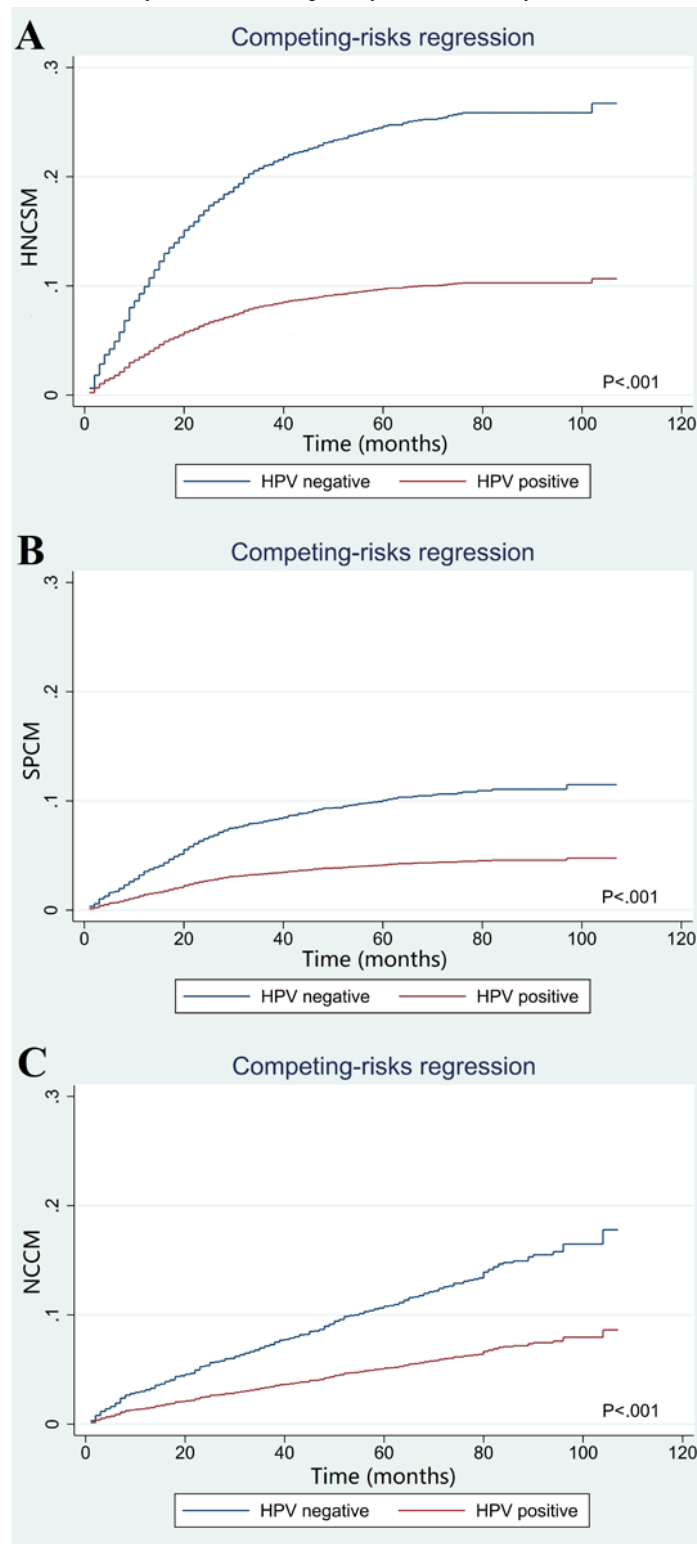 A
Competing-risks regression
.3
.2
.1
0
HNCSM
P<.001
0 20 40 60 80 100 120
Time (months)
HPV negative HPV positive
B
Competing-risks regression
.3
.2
.1
0
SPCM
P<.001
0 20 40 60 80 100 120
Time (months)
HPV negative HPV positive
C
Competing-risks regression
.3
.2
.1
0
NCCM
P<.001
0 20 40 60 80 100 120
Time (months)
HPV negative HPV positive